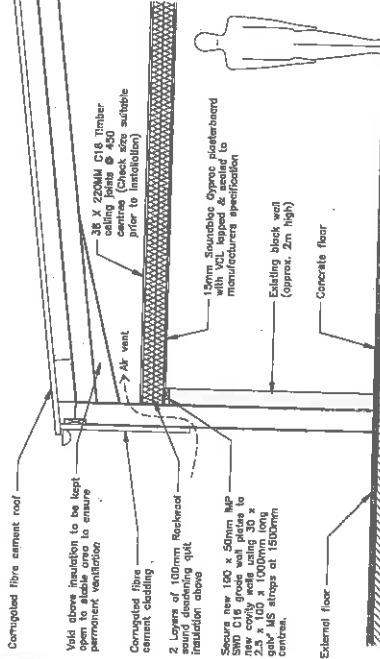 Corrugated fibre cement roof
Void above insulation to be kept
open to stable area to ensure
permanent ventilation
Corrugated fibre
cement cladding
2 Layers of 100mm Rockwool
sound deadening quilt
insulation above
Secure new 100 x 50mm IMP
SWD C16 grade wall plates to
new cavity walls using 30 x
2.5 x 100 x 1000mm long
galv' MS straps at 1500mm
centres.
External floor
Air vent
38 X 220MM C18 Timber
ceiling joists @ 450
centres (Check size suitable
prior to installation)
15mm Soundbloc Gyproc plasterboard
with VCL lapped & sealed to
manufacturers specification
Existing block wall
(approx. 2m high)
Concrete floor